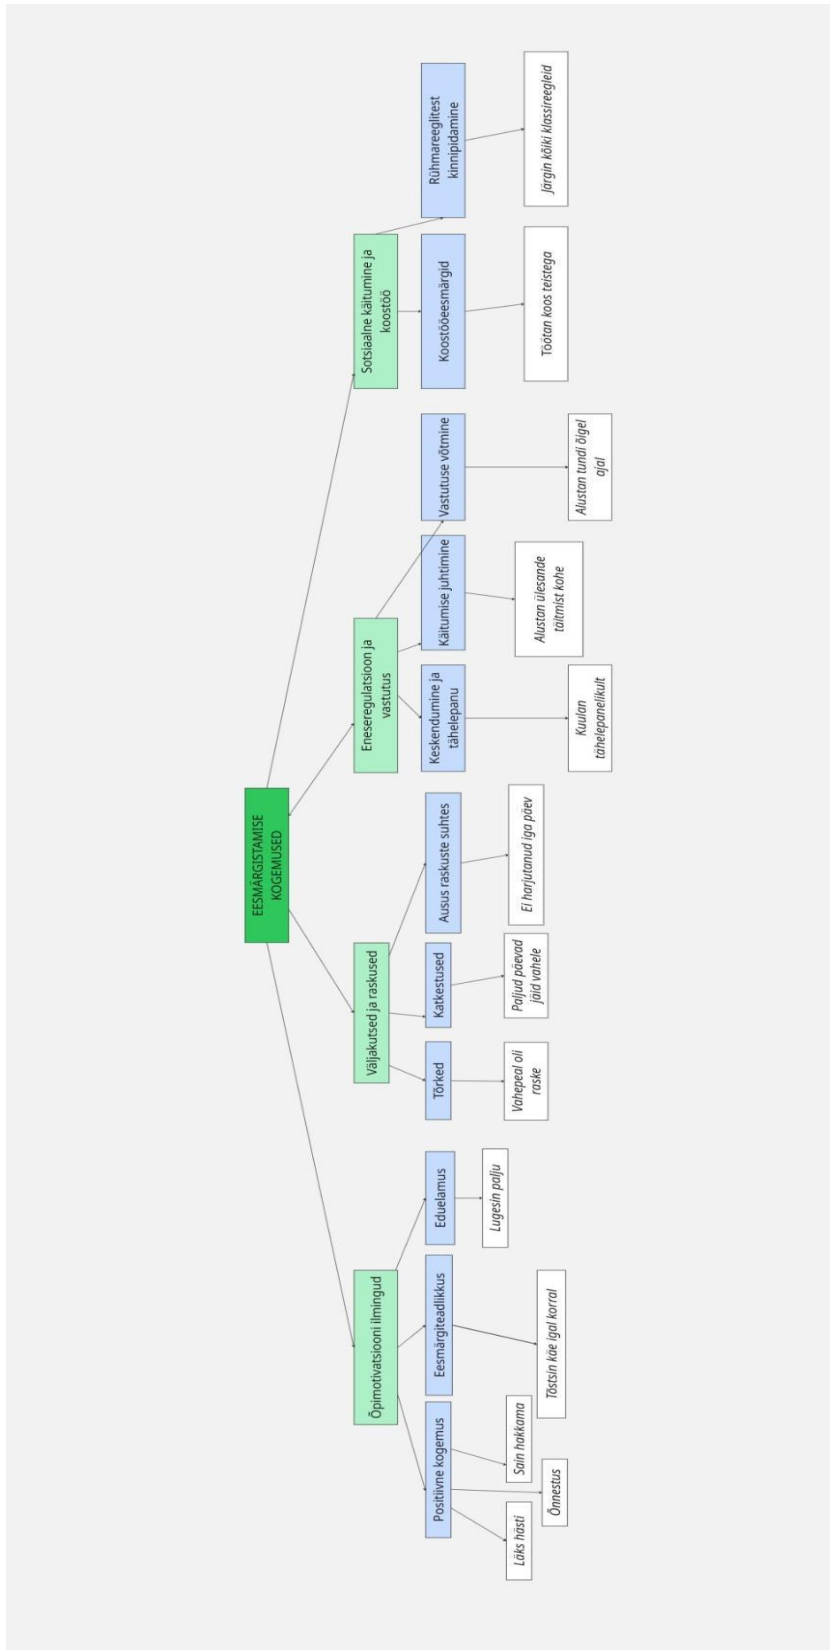 EESMÄRGISTAMISE
KOGEMUSED
Õpimotivatsiooni ilmingud
Väljakutsed ja raskused
Eneseregulatsioon ja
vastutus
Sotsiaalne käitumine ja
koostöö
Positiivne kogemus
Eesmärgiteadlikkus
Eduelamus
Tõrked
Katkestused
Ausus raskuste suhtes
Keskendumine ja
tähelepanu
Käitumise juhtimine
Vastutuse võtmine
Koostööeesmärgid
Rühmareeglitest
kinnipidamine
Läks hästi
Õnnestus
Sain hakkama
Tõstsin käe igal korral
Lugesin palju
Vahepeal oli
raske
Paljud päevad
jäid vahele
Ei harjutanud iga päev
Kuulan
tähelepanelikult
Alustan ülesande
täitmist kohe
Alustan tundi õigel
ajal
Töötan koos teistega
Järgin kõiki klassireegleid